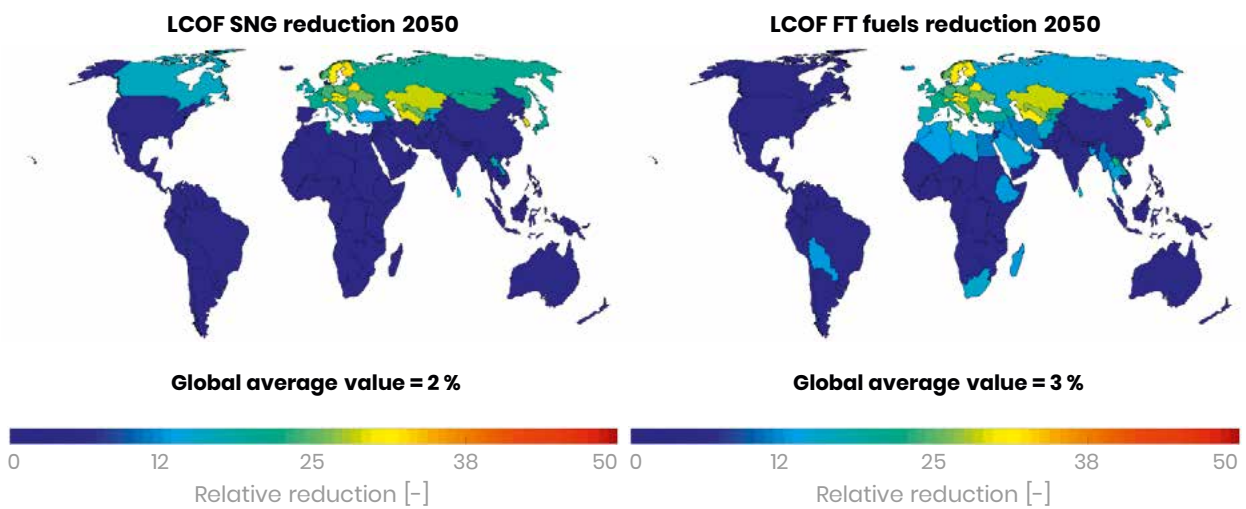 LCOF SNG reduction 2050
LCOF FT fuels reduction 2050
Global average value = 2 %
Global average value = 3 %
0 12 25 38 50
0 12 25 38 50
Relative reduction [-]
Relative reduction [-]